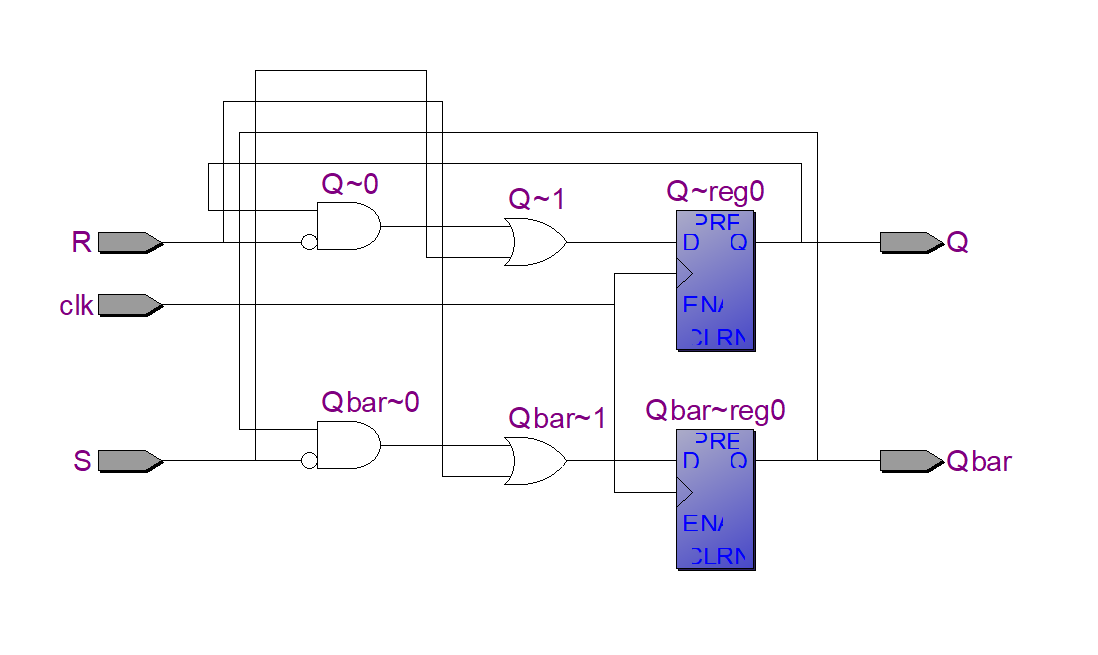 Q~0
Q~1
Q~reg0
R
PRE
D
Q
Q
clk
ENA
CLRN
Qbar~0
Qbar~1
Qbar~reg0
S
PRE
D
Q
Qbar
ENA
CLRN